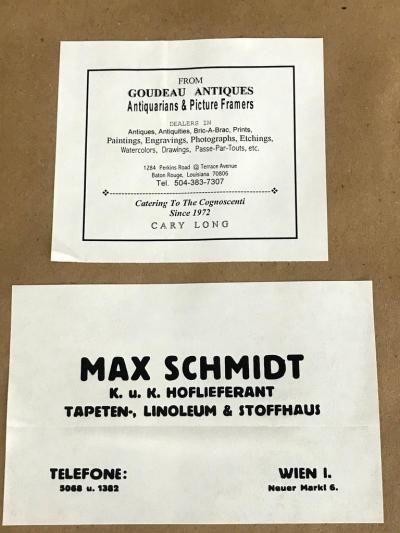 FROM
GOUDEAU ANTIQUES
Antiquarians & Picture Framers
DEALERS IN
Antiques, Antiquities, Bric-A-Brac, Prints,
Paintings, Engravings, Photographs, Etchings,
Watercolors, Drawings, Passe-Par-Touts, etc.
1284 Perkins Road @ Terrace Avenue
Baton Rouge, Louisiana 70806
Tel. 504-383-7307
Catering To The Cognoscenti
Since 1972
CARY LONG
MAX SCHMIDT
K. u. K. HOFLIEFERANT
TAPETEN-, LINOLEUM & STOFFHAUS
TELEFONE:
5068 u. 1382
WIEN I.
Neuer Markt 6.